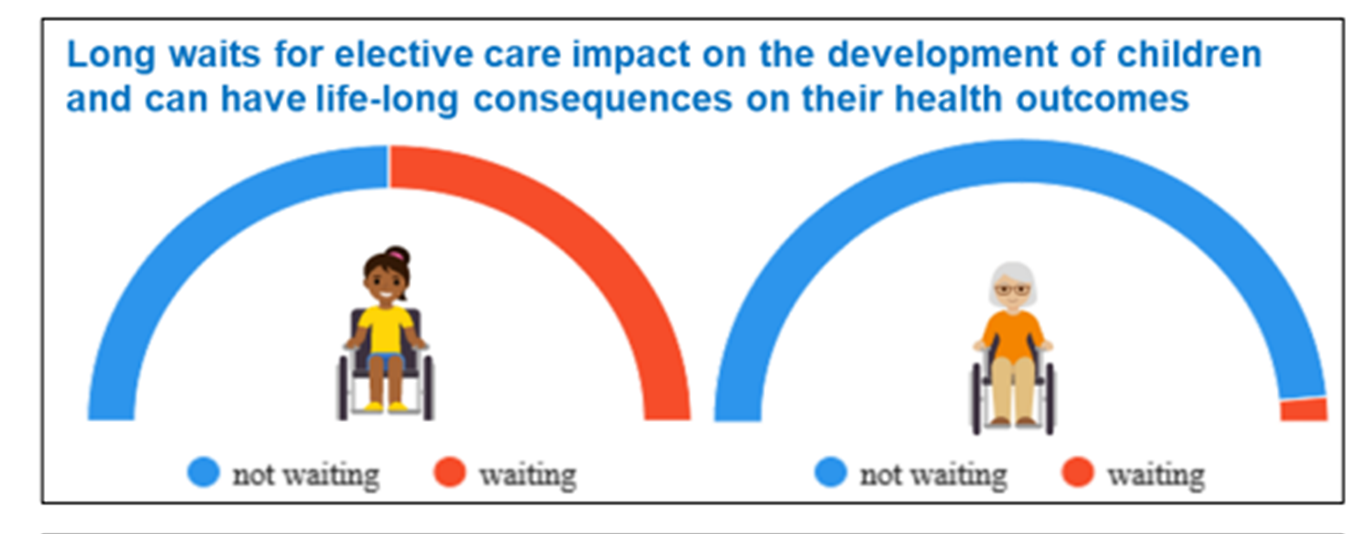 Long waits for elective care impact on the development of children
and can have life-long consequences on their health outcomes
not waiting waiting
not waiting waiting